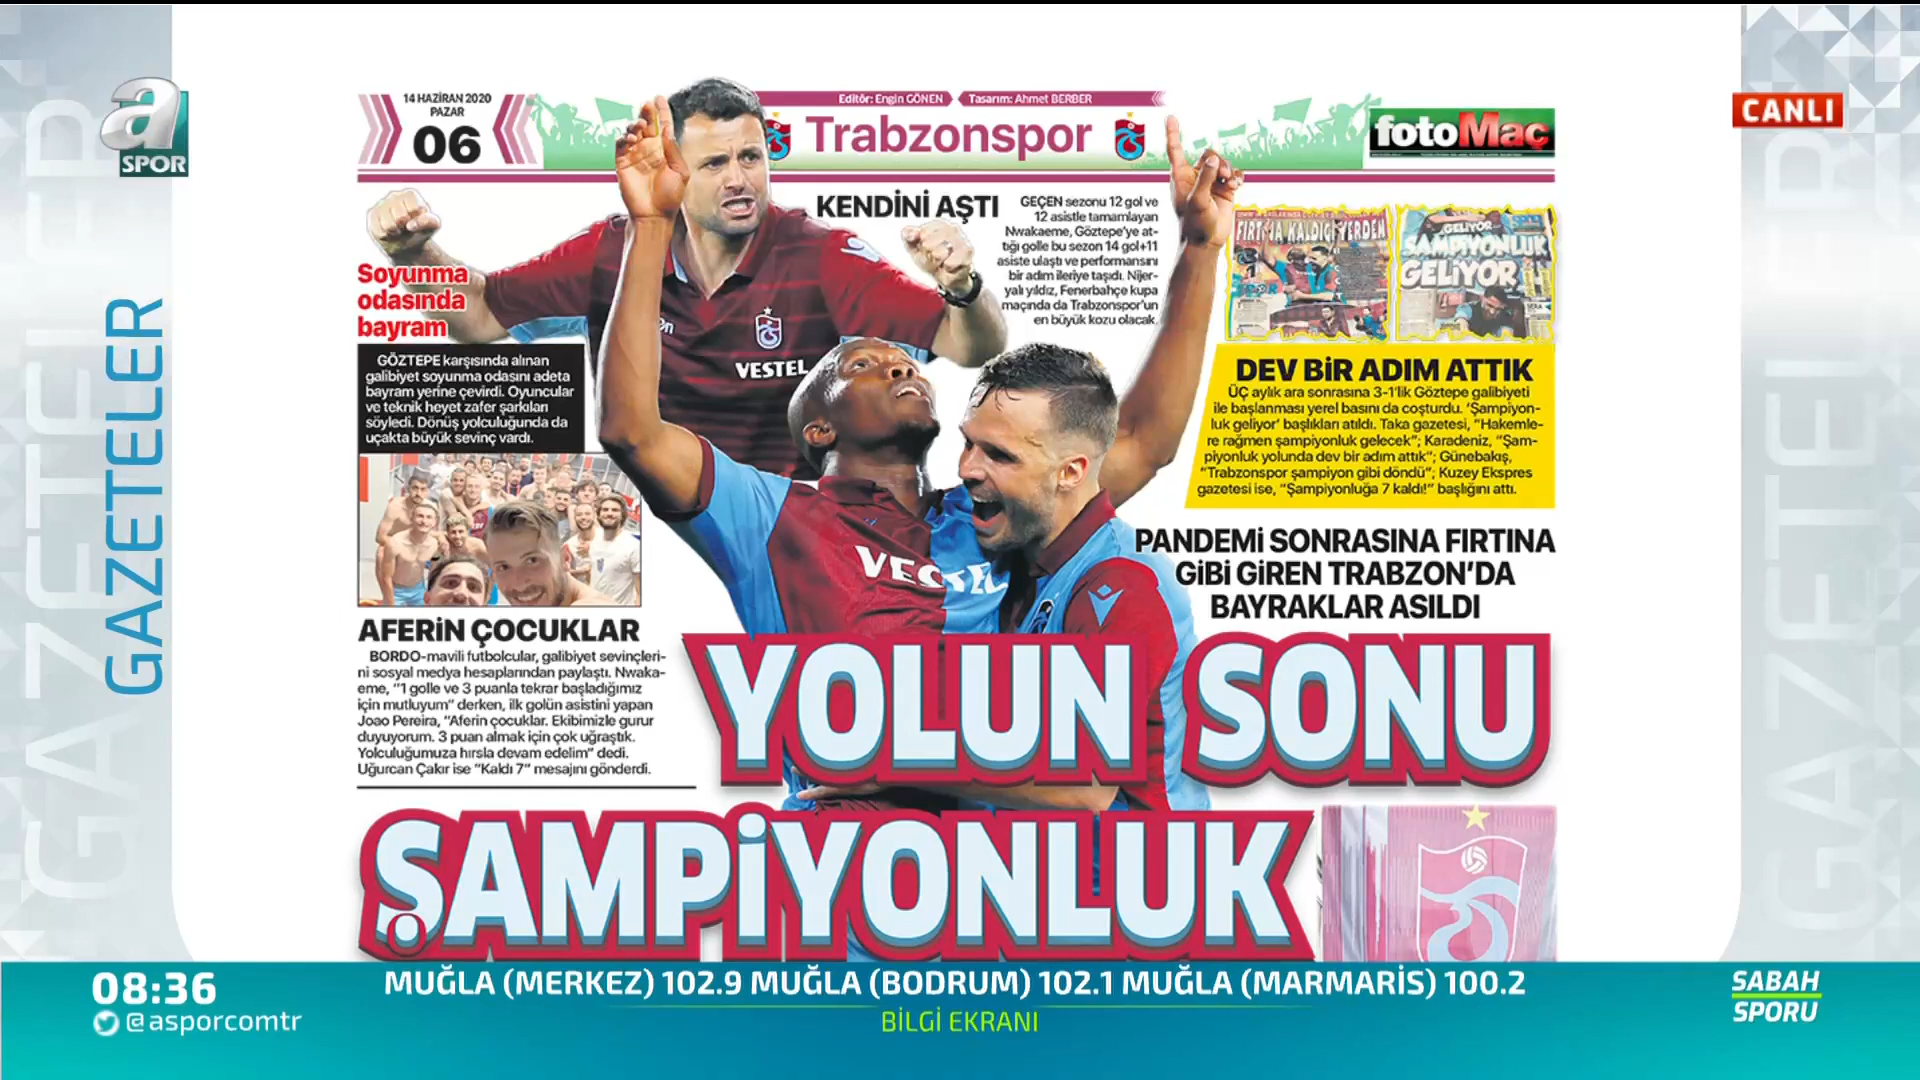 GAZETELER
GAZETELER
GAZETELER
a
SPOR
CANLI
14 HAZİRAN 2020
PAZAR
06
Editör: Engin GÖNEN
Tasarım: Ahmet BERBER
Trabzonspor
fotoMaç
Soyunma
odasında
bayram
GÖZTEPE karşısında alınan
galibiyet soyunma odasını adeta
bayram yerine çevirdi. Oyuncular
ve teknik heyet zafer şarkıları
söyledi. Dönüş yolculuğunda da
uçakta büyük sevinç vardı.
AFERİN ÇOCUKLAR
BORDO-mavili futbolcular, galibiyet sevinçleri-
ni sosyal medya hesaplarından paylaştı. Nwaka-
eme, "1 golle ve 3 puanla tekrar başladığımız
için mutluyum" derken, ilk golün asistini yapan
Joao Pereira, "Aferin çocuklar. Ekibimizle gurur
duyuyorum. 3 puan almak için çok uğraştık.
Yolculuğumuza hırsla devam edelim" dedi.
Uğurcan Çakır ise "Kaldı 7" mesajını gönderdi.
KENDİNİ AŞTI
GEÇEN sezonu 12 gol ve
12 asistle tamamlayan
Nwakaeme, Göztepe'ye at-
tığı golle bu sezon 14 gol+11
asiste ulaştı ve performansını
bir adım ileriye taşıdı. Nijer-
yalı yıldız, Fenerbahçe kupa
maçında da Trabzonspor'un
en büyük kozu olacak.
VESTEL
VESTEL
FIRTINA KALDIĞI YERDEN
GELİYOR
ŞAMPİYONLUK
GELİYOR
DEV BİR ADIM ATTIK
ÜÇ aylık ara sonrasına 3-1'lik Göztepe galibiyeti
ile başlanması yerel basını da coşturdu. 'Şampiyon-
luk geliyor' başlıkları atıldı. Taka gazetesi, "Hakemle-
re rağmen şampiyonluk gelecek"; Karadeniz, "Şam-
piyonluk yolunda dev bir adım attık"; Günebakış,
"Trabzonspor şampiyon gibi döndü"; Kuzey Ekspres
gazetesi ise, "Şampiyonluğa 7 kaldı!" başlığını attı.
PANDEMİ SONRASINA FIRTINA
GİBİ GİREN TRABZON'DA
BAYRAKLAR ASILDI
YOLUN SONU
ŞAMPİYONLUK
08:36
@asporcomtr
MUĞLA (MERKEZ) 102.9 MUĞLA (BODRUM) 102.1 MUĞLA (MARMARİS) 100.2
BİLGİ EKRANI
SABAH
SPORU